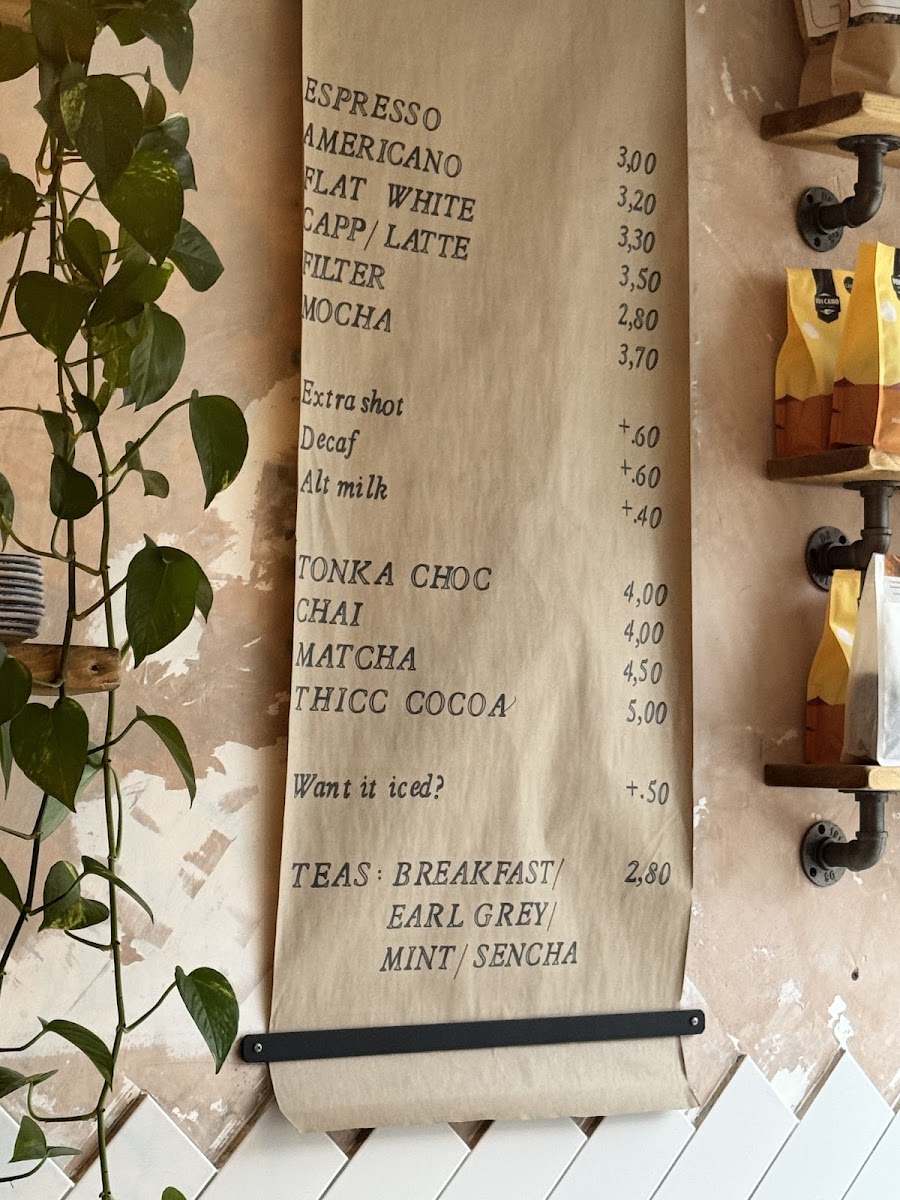 ESPRESSO 3,00
AMERICANO 3,20
FLAT WHITE 3,30
CAPP/LATTE 3,50
FILTER 2,80
MOCHA 3,70
Extra shot +.60
Decaf +.60
Alt milk +.40
TONKA CHOC 4,00
CHAI 4,00
MATCHA 4,50
THICC COCOA 5,00
Want it iced? +.50
TEAS: BREAKFAST/ 2,80
EARL GREY/
MINT/SENCHA